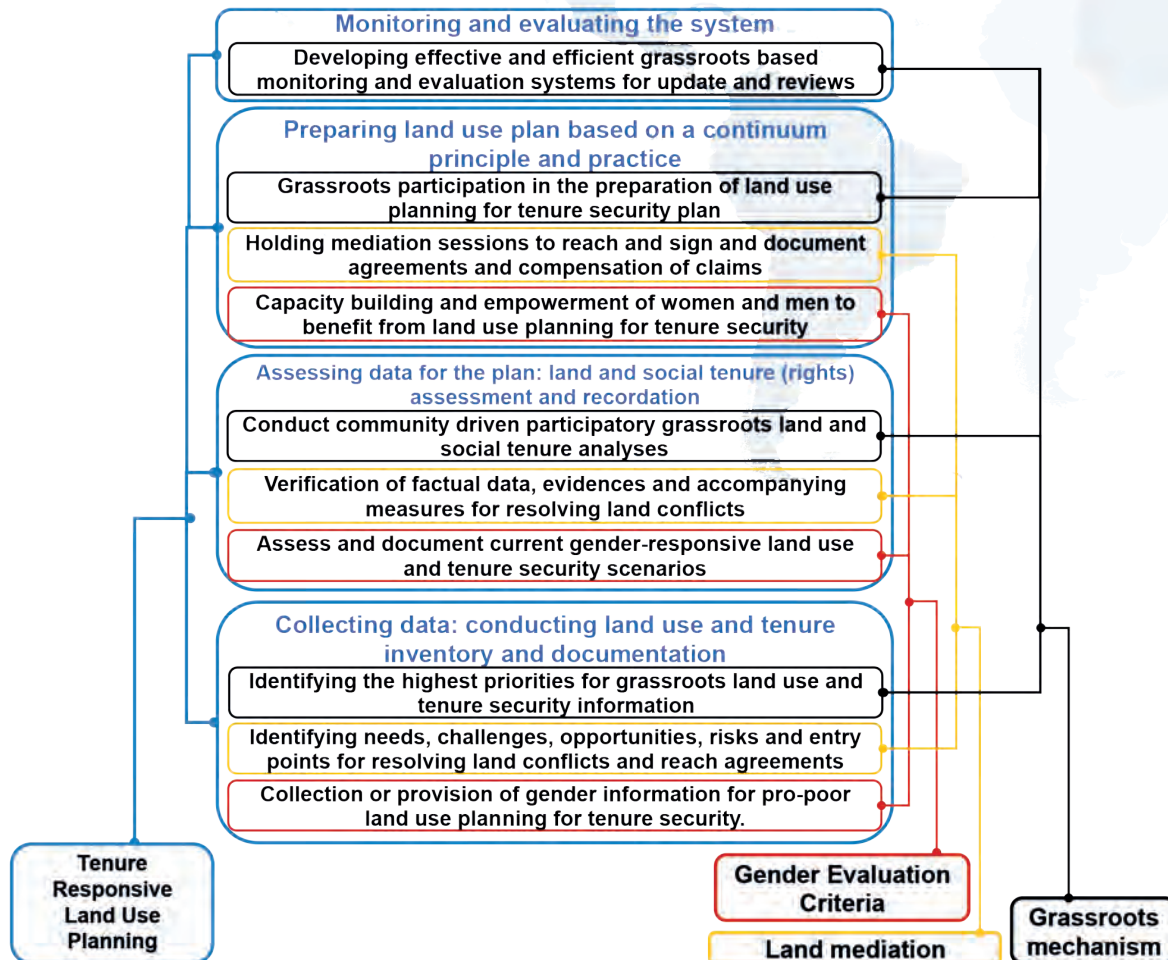 Monitoring and evaluating the system
Developing effective and efficient grassroots based
monitoring and evaluation systems for update and reviews
Preparing land use plan based on a continuum
principle and practice
Grassroots participation in the preparation of land use
planning for tenure security plan
Holding mediation sessions to reach and sign and document
agreements and compensation of claims
Capacity building and empowerment of women and men to
benefit from land use planning for tenure security
Assessing data for the plan: land and social tenure (rights)
assessment and recordation
Conduct community driven participatory grassroots land and
social tenure analyses
Verification of factual data, evidences and accompanying
measures for resolving land conflicts
Assess and document current gender-responsive land use
and tenure security scenarios
Collecting data: conducting land use and tenure
inventory and documentation
Identifying the highest priorities for grassroots land use and
tenure security information
Identifying needs, challenges, opportunities, risks and entry
points for resolving land conflicts and reach agreements
Collection or provision of gender information for pro-poor
land use planning for tenure security.
Tenure
Responsive
Land Use
Planning
Gender Evaluation
Criteria
Land mediation
Grassroots
mechanism